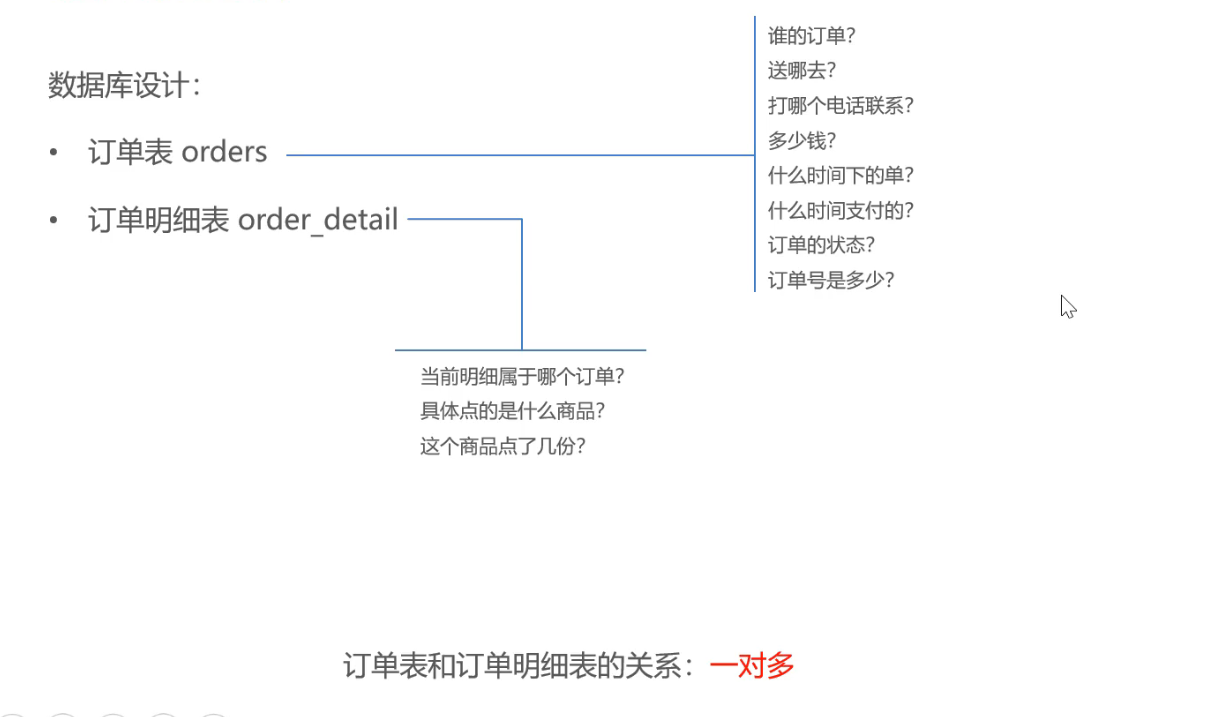 数据库设计：
• 订单表 orders
• 订单明细表 order_detail
谁的订单？
送哪去？
打哪个电话联系？
多少钱？
什么时间下的单？
什么时间支付的？
订单的状态？
订单号是多少？
当前明细属于哪个订单？
具体点的是什么商品？
这个商品点了几份？
订单表和订单明细表的关系：一对多